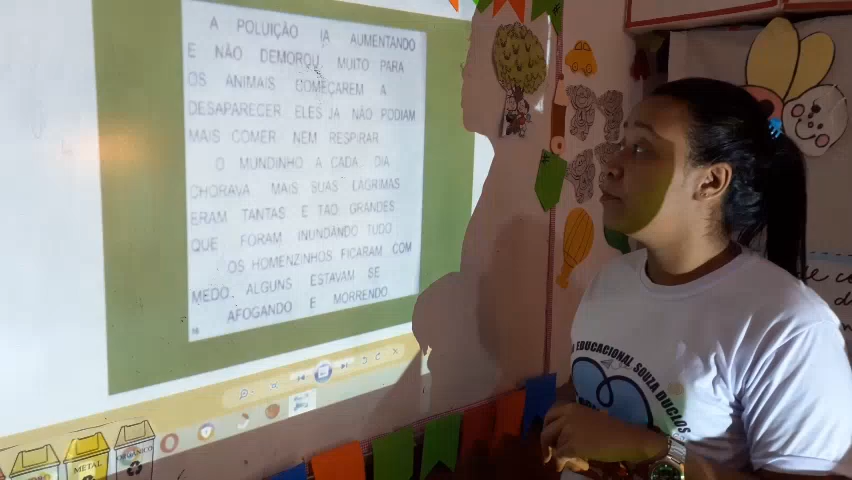 A POLUIÇÃO IA AUMENTANDO
E NÃO DEMOROU MUITO PARA
OS ANIMAIS COMEÇAREM A
DESAPARECER. ELES JÁ NÃO PODIAM
MAIS COMER NEM RESPIRAR.
O MUNDINHO A CADA DIA
CHORAVA MAIS SUAS LÁGRIMAS
ERAM TANTAS E TÃO GRANDES
QUE FORAM INUNDANDO TUDO
OS HOMENZINHOS FICARAM COM
MEDO. ALGUNS ESTAVAM SE
AFOGANDO E MORRENDO
METAL
ORGÂNICO
EDUCACIONAL SOUZA DUCLOS